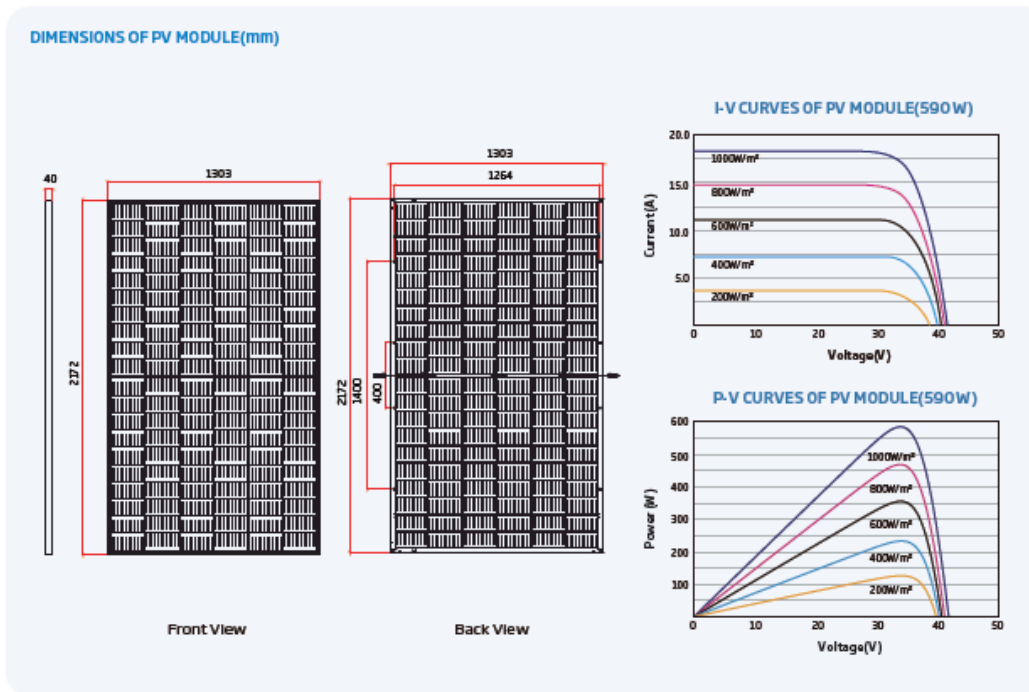 DIMENSIONS OF PV MODULE(mm)
40
1303
2172
Front View
1303
1264
2172
1400
400
Back View
I-V CURVES OF PV MODULE(590W)
Current(A)
20.0
15.0
10.0
5.0
1000W/m²
800W/m²
600W/m²
400W/m²
200W/m²
0 10 20 30 40 50
Voltage(V)
P-V CURVES OF PV MODULE(590W)
Power(W)
600
500
400
300
200
100
1000W/m²
800W/m²
600W/m²
400W/m²
200W/m²
0 10 20 30 40 50
Voltage(V)